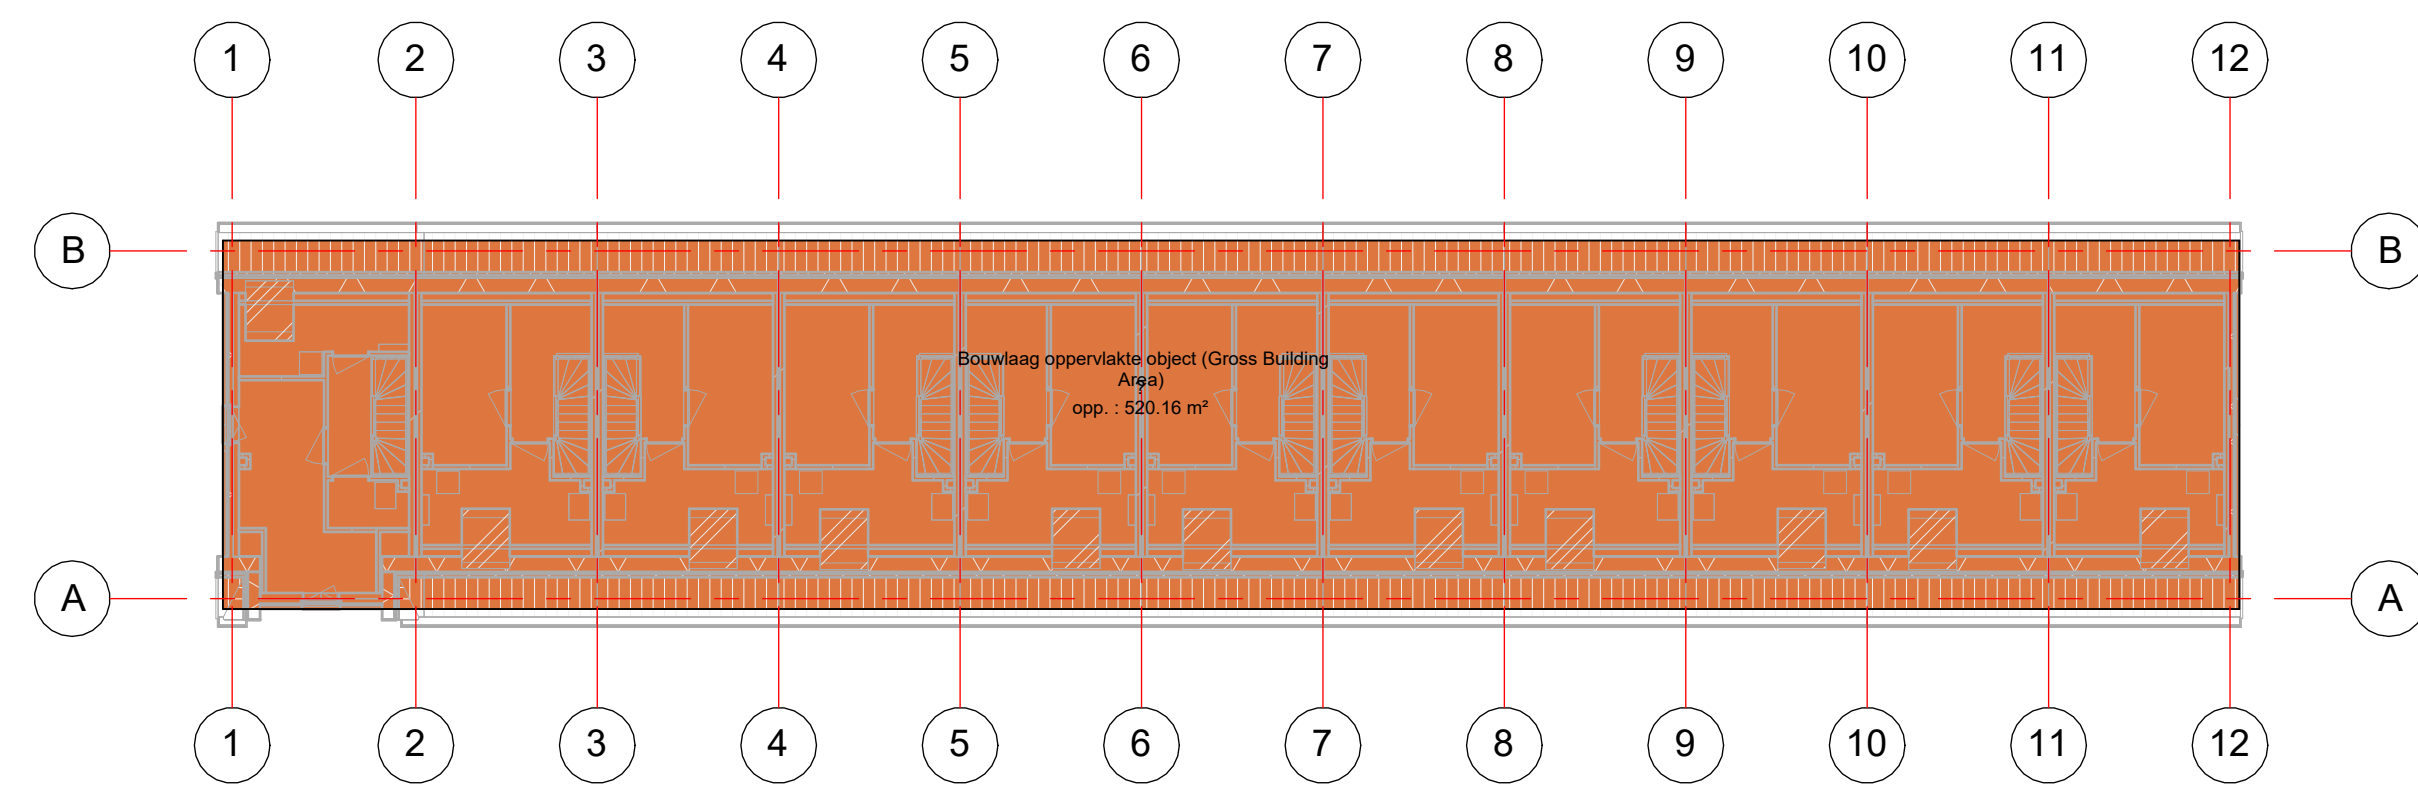 1 2 3 4 5 6 7 8 9 10 11 12
B B
Bouwlaag oppervlakte object (Gross Building
Area)
?
opp. : 520.16 m²
A A
1 2 3 4 5 6 7 8 9 10 11 12